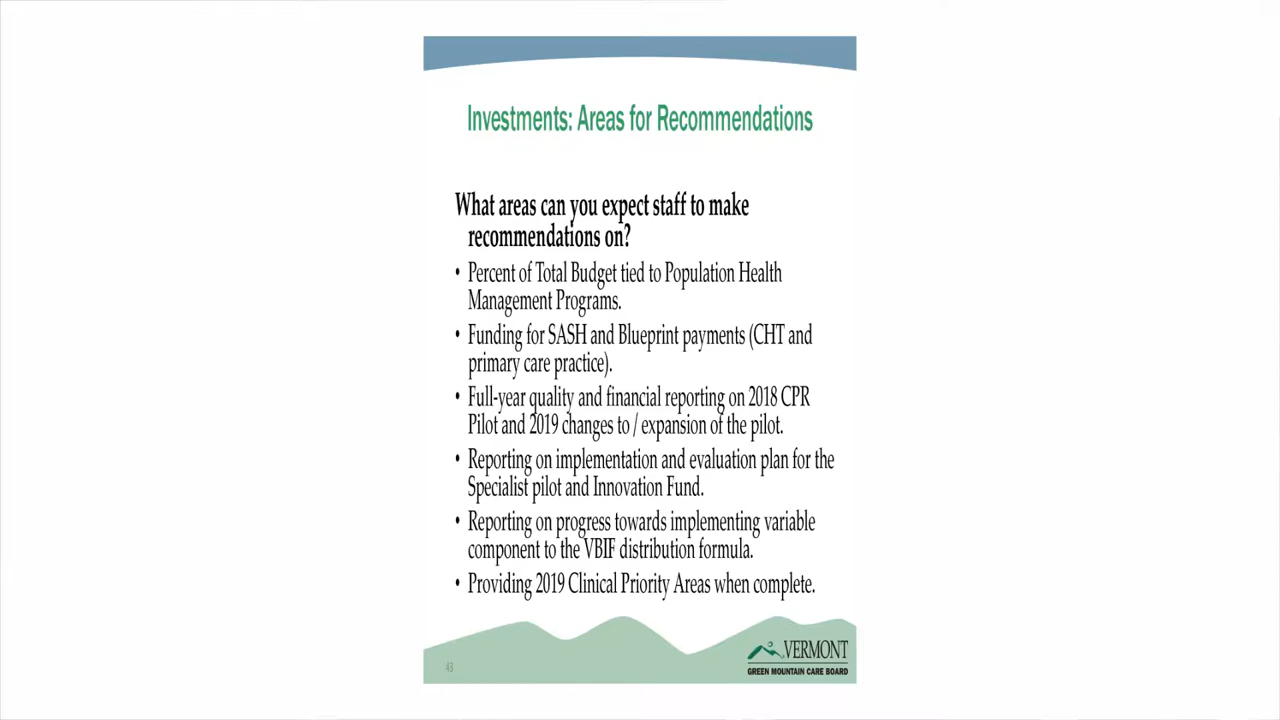 Investments: Areas for Recommendations
What areas can you expect staff to make
recommendations on?
• Percent of Total Budget tied to Population Health
Management Programs.
• Funding for SASH and Blueprint payments (CHT and
primary care practice).
• Full-year quality and financial reporting on 2018 CPR
Pilot and 2019 changes to / expansion of the pilot.
• Reporting on implementation and evaluation plan for the
Specialist pilot and Innovation Fund.
• Reporting on progress towards implementing variable
component to the VBIF distribution formula.
• Providing 2019 Clinical Priority Areas when complete.
43
VERMONT
GREEN MOUNTAIN CARE BOARD